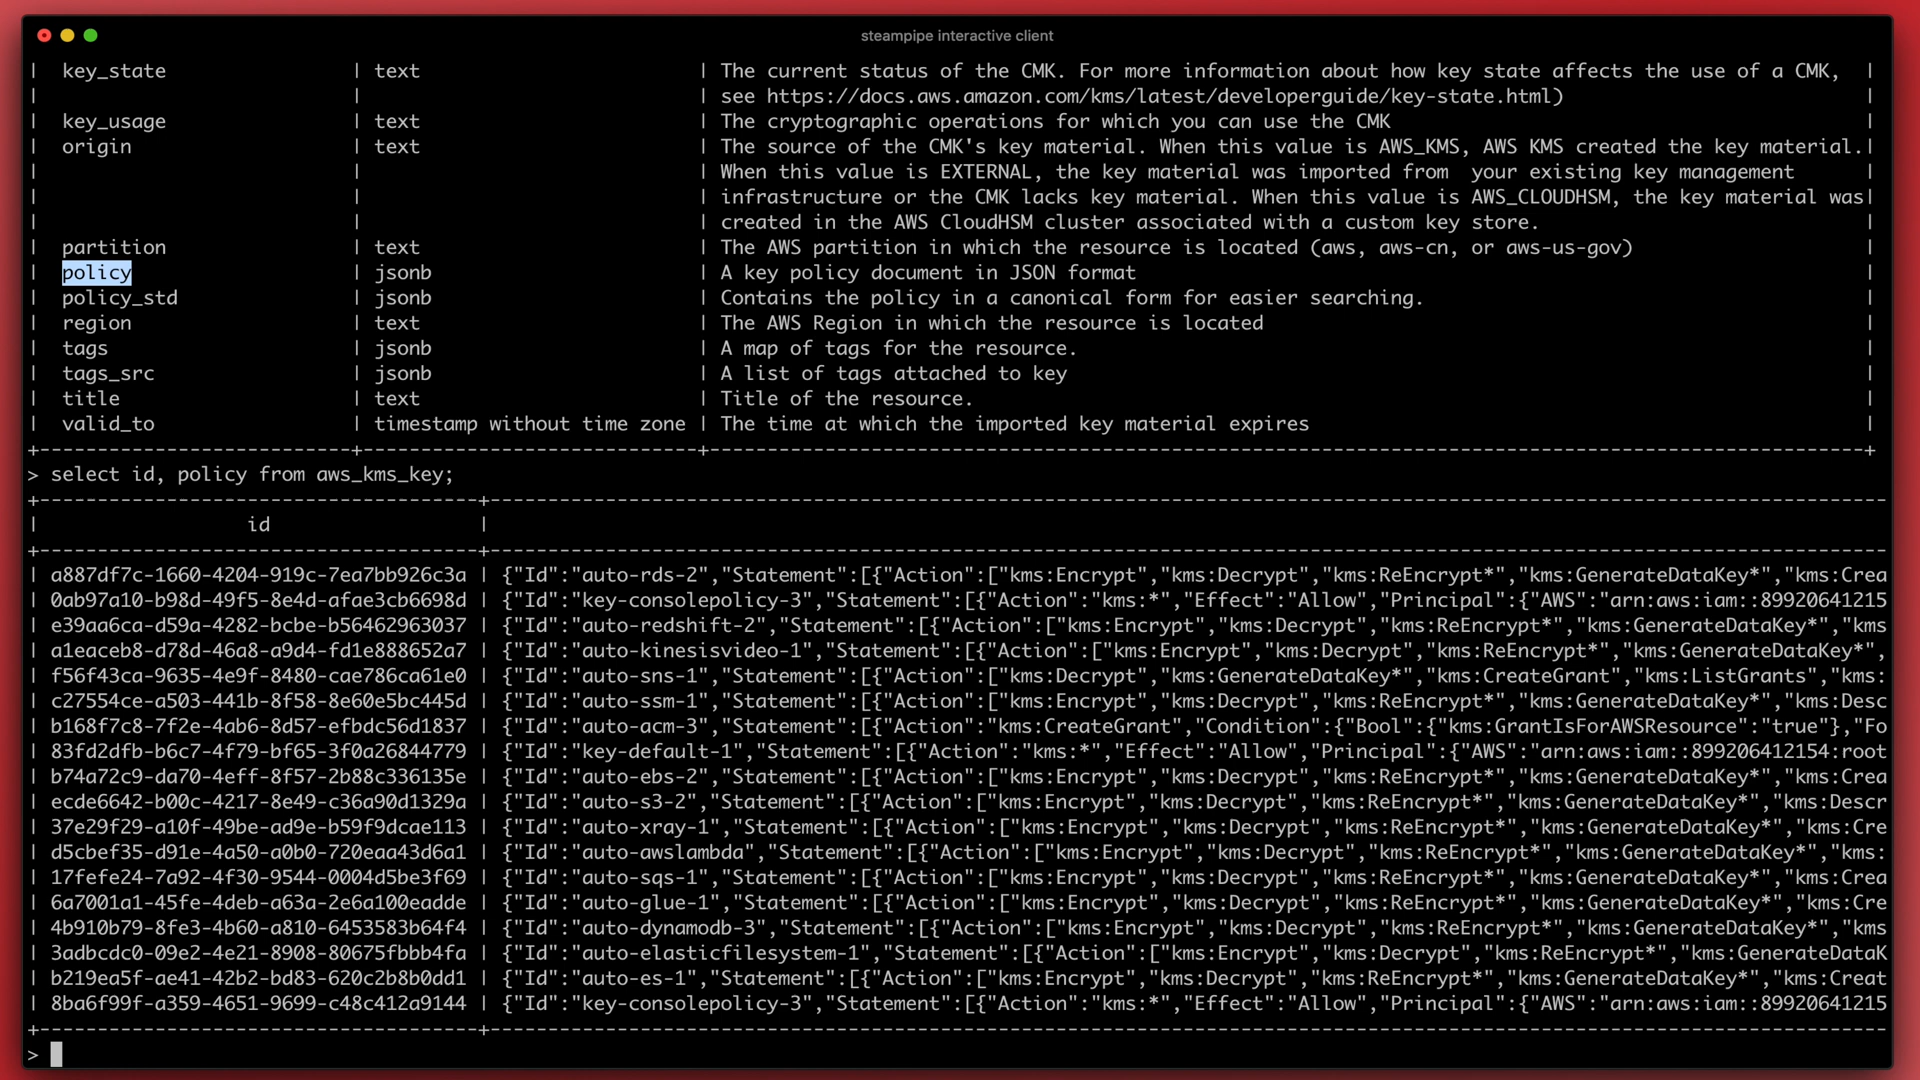 steampipe interactive client
| key_state | text | The current status of the CMK. For more information about how key state affects the use of a CMK, |
| | | see https://docs.aws.amazon.com/kms/latest/developerguide/key-state.html) |
| key_usage | text | The cryptographic operations for which you can use the CMK |
| origin | text | The source of the CMK's key material. When this value is AWS_KMS, AWS KMS created the key material.|
| | | When this value is EXTERNAL, the key material was imported from  your existing key management |
| | | infrastructure or the CMK lacks key material. When this value is AWS_CLOUDHSM, the key material was|
| | | created in the AWS CloudHSM cluster associated with a custom key store. |
| partition | text | The AWS partition in which the resource is located (aws, aws-cn, or aws-us-gov) |
| policy | jsonb | A key policy document in JSON format |
| policy_std | jsonb | Contains the policy in a canonical form for easier searching. |
| region | text | The AWS Region in which the resource is located |
| tags | jsonb | A map of tags for the resource. |
| tags_src | jsonb | A list of tags attached to key |
| title | text | Title of the resource. |
| valid_to | timestamp without time zone | The time at which the imported key material expires |
> select id, policy from aws_kms_key;
| id |
| a887df7c-1660-4204-919c-7ea7bb926c3a | {"Id":"auto-rds-2","Statement":[{"Action":["kms:Encrypt","kms:Decrypt","kms:ReEncrypt*","kms:GenerateDataKey*","kms:Crea
| 0ab97a10-b98d-49f5-8e4d-afae3cb6698d | {"Id":"key-consolepolicy-3","Statement":[{"Action":"kms:*","Effect":"Allow","Principal":{"AWS":"arn:aws:iam::89920641215
| e39aa6ca-d59a-4282-bcbe-b56462963037 | {"Id":"auto-redshift-2","Statement":[{"Action":["kms:Encrypt","kms:Decrypt","kms:ReEncrypt*","kms:GenerateDataKey*","kms
| a1eaceb8-d78d-46a8-a9d4-fd1e888652a7 | {"Id":"auto-kinesisvideo-1","Statement":[{"Action":["kms:Encrypt","kms:Decrypt","kms:ReEncrypt*","kms:GenerateDataKey*",
| f56f43ca-9635-4e9f-8480-cae786ca61e0 | {"Id":"auto-sns-1","Statement":[{"Action":["kms:Decrypt","kms:GenerateDataKey*","kms:CreateGrant","kms:ListGrants","kms:
| c27554ce-a503-441b-8f58-8e60e5bc445d | {"Id":"auto-ssm-1","Statement":[{"Action":["kms:Encrypt","kms:Decrypt","kms:ReEncrypt*","kms:GenerateDataKey*","kms:Desc
| b168f7c8-7f2e-4ab6-8d57-efbdc56d1837 | {"Id":"auto-acm-3","Statement":[{"Action":"kms:CreateGrant","Condition":{"Bool":{"kms:GrantIsForAWSResource":"true"},"Fo
| 83fd2dfb-b6c7-4f79-bf65-3f0a26844779 | {"Id":"key-default-1","Statement":[{"Action":"kms:*","Effect":"Allow","Principal":{"AWS":"arn:aws:iam::899206412154:root
| b74a72c9-da70-4eff-8f57-2b88c336135e | {"Id":"auto-ebs-2","Statement":[{"Action":["kms:Encrypt","kms:Decrypt","kms:ReEncrypt*","kms:GenerateDataKey*","kms:Crea
| ecde6642-b00c-4217-8e49-c36a90d1329a | {"Id":"auto-s3-2","Statement":[{"Action":["kms:Encrypt","kms:Decrypt","kms:ReEncrypt*","kms:GenerateDataKey*","kms:Descr
| 37e29f29-a10f-49be-ad9e-b59f9dcae113 | {"Id":"auto-xray-1","Statement":[{"Action":["kms:Encrypt","kms:Decrypt","kms:ReEncrypt*","kms:GenerateDataKey*","kms:Cre
| d5cbef35-d91e-4a50-a0b0-720eaa43d6a1 | {"Id":"auto-awslambda","Statement":[{"Action":["kms:Encrypt","kms:Decrypt","kms:ReEncrypt*","kms:GenerateDataKey*","kms:
| 17fefe24-7a92-4f30-9544-0004d5be3f69 | {"Id":"auto-sqs-1","Statement":[{"Action":["kms:Encrypt","kms:Decrypt","kms:ReEncrypt*","kms:GenerateDataKey*","kms:Crea
| 6a7001a1-45fe-4deb-a63a-2e6a100eadde | {"Id":"auto-glue-1","Statement":[{"Action":["kms:Encrypt","kms:Decrypt","kms:ReEncrypt*","kms:GenerateDataKey*","kms:Cre
| 4b910b79-8fe3-4b60-a810-6453583b64f4 | {"Id":"auto-dynamodb-3","Statement":[{"Action":["kms:Encrypt","kms:Decrypt","kms:ReEncrypt*","kms:GenerateDataKey*","kms
| 3adbcdc0-09e2-4e21-8908-80675fbbb4fa | {"Id":"auto-elasticfilesystem-1","Statement":[{"Action":["kms:Encrypt","kms:Decrypt","kms:ReEncrypt*","kms:GenerateDataK
| b219ea5f-ae41-42b2-bd83-620c2b8b0dd1 | {"Id":"auto-es-1","Statement":[{"Action":["kms:Encrypt","kms:Decrypt","kms:ReEncrypt*","kms:GenerateDataKey*","kms:Creat
| 8ba6f99f-a359-4651-9699-c48c412a9144 | {"Id":"key-consolepolicy-3","Statement":[{"Action":"kms:*","Effect":"Allow","Principal":{"AWS":"arn:aws:iam::89920641215
>